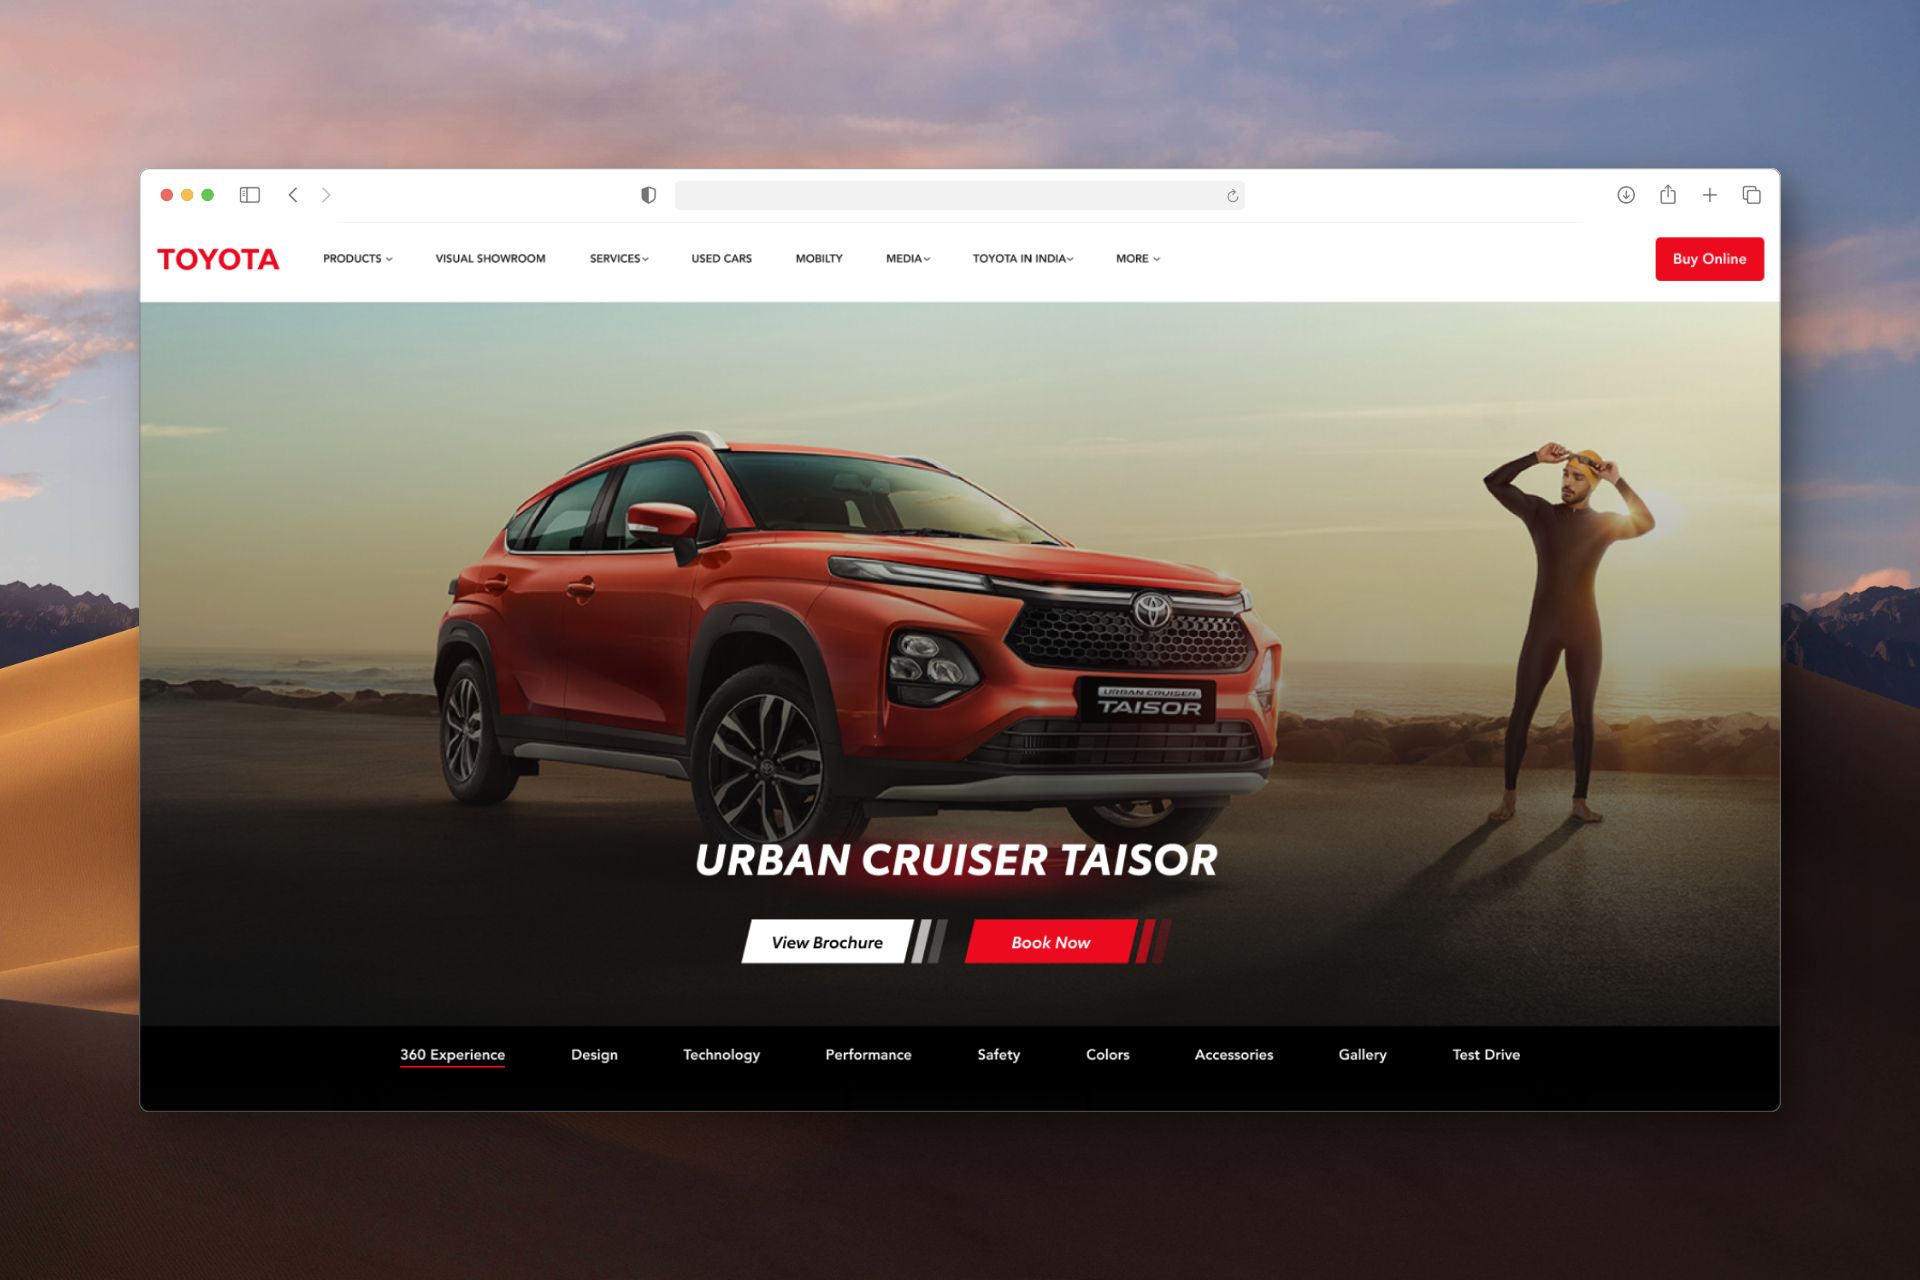 TOYOTA PRODUCTS VISUAL SHOWROOM SERVICES USED CARS MOBILTY MEDIA TOYOTA IN INDIA MORE Buy Online
URBAN CRUISER
TAISOR
URBAN CRUISER TAISOR
View Brochure Book Now
360 Experience Design Technology Performance Safety Colors Accessories Gallery Test Drive